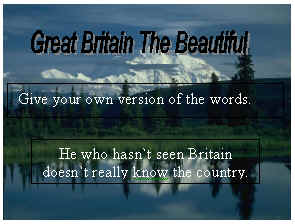 Great Britain The Beautiful
Give your own version of the words.
He who hasn`t seen Britain
doesn`t really know the country.